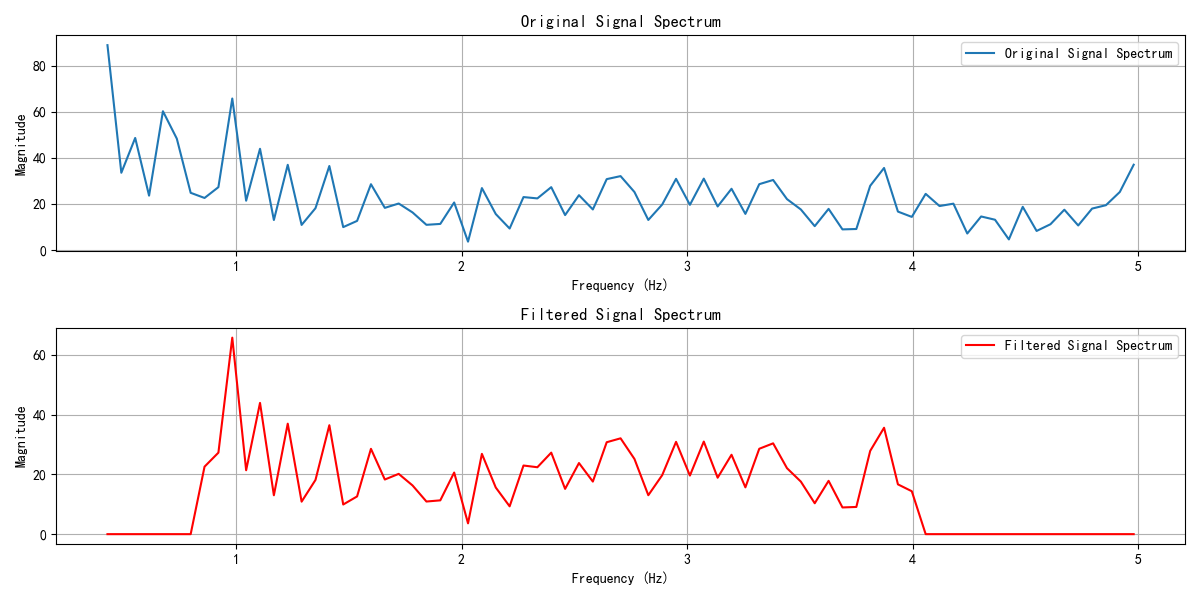 Original Signal Spectrum
Original Signal Spectrum
Magnitude
80
60
40
20
0
1 2 3 4 5
Frequency (Hz)
Filtered Signal Spectrum
Filtered Signal Spectrum
Magnitude
60
40
20
0
1 2 3 4 5
Frequency (Hz)